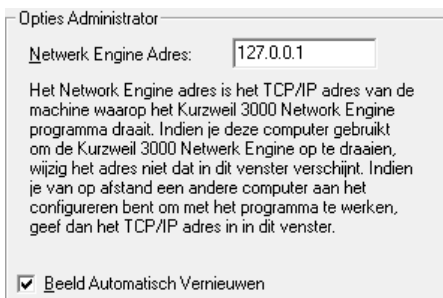 Opties Administrator
Netwerk Engine Adres: 127.0.0.1
Het Network Engine adres is het TCP/IP adres van de
machine waarop het Kurzweil 3000 Network Engine
programma draait. Indien je deze computer gebruikt
om de Kurzweil 3000 Netwerk Engine op te draaien,
wijzig het adres niet dat in dit venster verschijnt. Indien
je van op afstand een andere computer aan het
configureren bent om met het programma te werken,
geef dan het TCP/IP adres in in dit venster.
Beeld Automatisch Vernieuwen